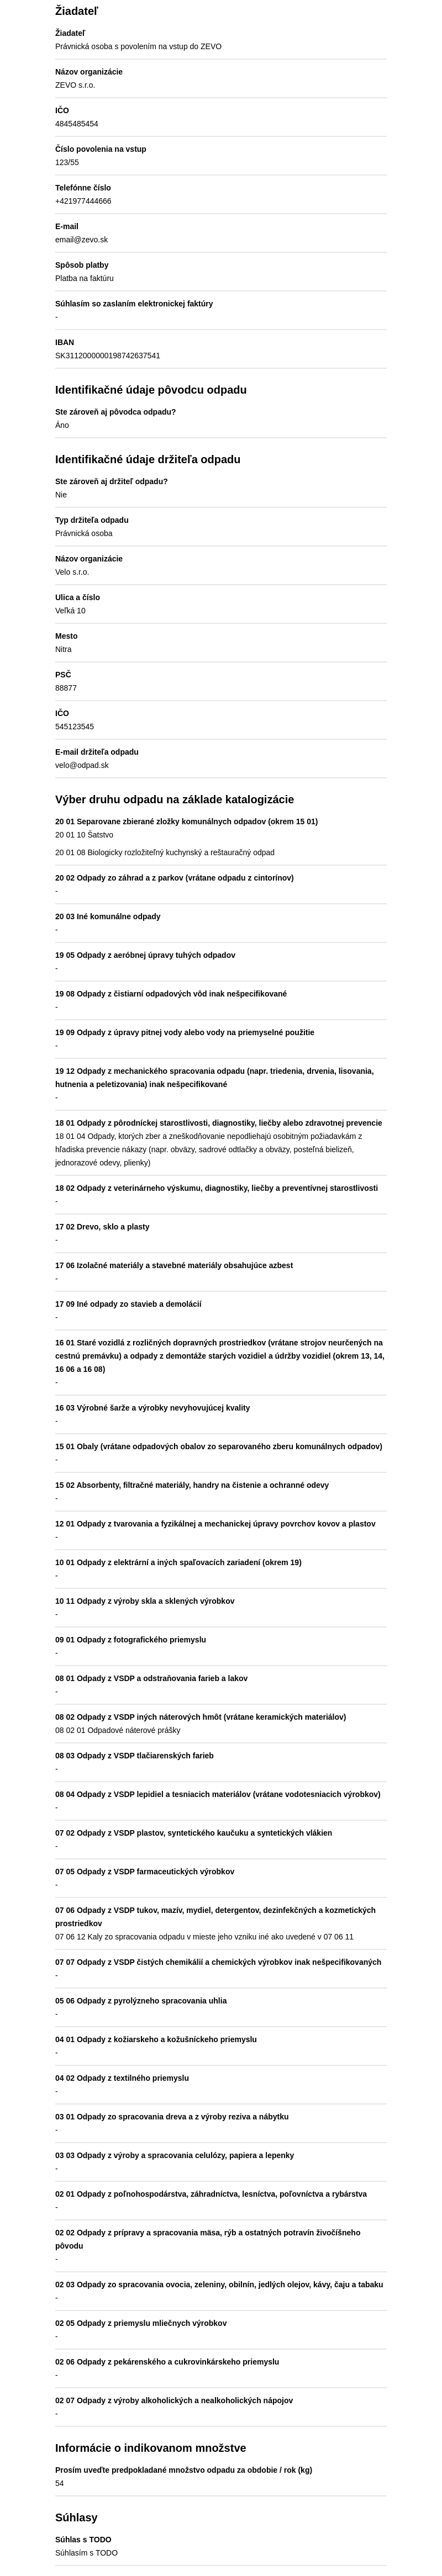 Žiadateľ
Žiadateľ
Právnická osoba s povolením na vstup do ZEVO
Názov organizácie
ZEVO s.r.o.
IČO
4845485454
Číslo povolenia na vstup
123/55
Telefónne číslo
+421977444666
E-mail
email@zevo.sk
Spôsob platby
Platba na faktúru
Súhlasím so zaslaním elektronickej faktúry
-
IBAN
SK3112000000198742637541
Identifikačné údaje pôvodcu odpadu
Ste zároveň aj pôvodca odpadu?
Áno
Identifikačné údaje držiteľa odpadu
Ste zároveň aj držiteľ odpadu?
Nie
Typ držiteľa odpadu
Právnická osoba
Názov organizácie
Velo s.r.o.
Ulica a číslo
Veľká 10
Mesto
Nitra
PSČ
88877
IČO
545123545
E-mail držiteľa odpadu
velo@odpad.sk
Výber druhu odpadu na základe katalogizácie
20 01 Separovane zbierané zložky komunálnych odpadov (okrem 15 01)
20 01 10 Šatstvo
20 01 08 Biologicky rozložiteľný kuchynský a reštauračný odpad
20 02 Odpady zo záhrad a z parkov (vrátane odpadu z cintorínov)
-
20 03 Iné komunálne odpady
-
19 05 Odpady z aeróbnej úpravy tuhých odpadov
-
19 08 Odpady z čistiarní odpadových vôd inak nešpecifikované
-
19 09 Odpady z úpravy pitnej vody alebo vody na priemyselné použitie
-
19 12 Odpady z mechanického spracovania odpadu (napr. triedenia, drvenia, lisovania,
hutnenia a peletizovania) inak nešpecifikované
-
18 01 Odpady z pôrodníckej starostlivosti, diagnostiky, liečby alebo zdravotnej prevencie
18 01 04 Odpady, ktorých zber a zneškodňovanie nepodliehajú osobitným požiadavkám z
hľadiska prevencie nákazy (napr. obväzy, sadrové odtlačky a obväzy, posteľná bielizeň,
jednorazové odevy, plienky)
18 02 Odpady z veterinárneho výskumu, diagnostiky, liečby a preventívnej starostlivosti
-
17 02 Drevo, sklo a plasty
-
17 06 Izolačné materiály a stavebné materiály obsahujúce azbest
-
17 09 Iné odpady zo stavieb a demolácií
-
16 01 Staré vozidlá z rozličných dopravných prostriedkov (vrátane strojov neurčených na
cestnú premávku) a odpady z demontáže starých vozidiel a údržby vozidiel (okrem 13, 14,
16 06 a 16 08)
-
16 03 Výrobné šarže a výrobky nevyhovujúcej kvality
-
15 01 Obaly (vrátane odpadových obalov zo separovaného zberu komunálnych odpadov)
-
15 02 Absorbenty, filtračné materiály, handry na čistenie a ochranné odevy
-
12 01 Odpady z tvarovania a fyzikálnej a mechanickej úpravy povrchov kovov a plastov
-
10 01 Odpady z elektrární a iných spaľovacích zariadení (okrem 19)
-
10 11 Odpady z výroby skla a sklených výrobkov
-
09 01 Odpady z fotografického priemyslu
-
08 01 Odpady z VSDP a odstraňovania farieb a lakov
-
08 02 Odpady z VSDP iných náterových hmôt (vrátane keramických materiálov)
08 02 01 Odpadové náterové prášky
08 03 Odpady z VSDP tlačiarenských farieb
-
08 04 Odpady z VSDP lepidiel a tesniacich materiálov (vrátane vodotesniacich výrobkov)
-
07 02 Odpady z VSDP plastov, syntetického kaučuku a syntetických vlákien
-
07 05 Odpady z VSDP farmaceutických výrobkov
-
07 06 Odpady z VSDP tukov, mazív, mydiel, detergentov, dezinfekčných a kozmetických
prostriedkov
07 06 12 Kaly zo spracovania odpadu v mieste jeho vzniku iné ako uvedené v 07 06 11
07 07 Odpady z VSDP čistých chemikálií a chemických výrobkov inak nešpecifikovaných
-
05 06 Odpady z pyrolýzneho spracovania uhlia
-
04 01 Odpady z kožiarskeho a kožušníckeho priemyslu
-
04 02 Odpady z textilného priemyslu
-
03 01 Odpady zo spracovania dreva a z výroby reziva a nábytku
-
03 03 Odpady z výroby a spracovania celulózy, papiera a lepenky
-
02 01 Odpady z poľnohospodárstva, záhradníctva, lesníctva, poľovníctva a rybárstva
-
02 02 Odpady z prípravy a spracovania mäsa, rýb a ostatných potravín živočíšneho
pôvodu
-
02 03 Odpady zo spracovania ovocia, zeleniny, obilnín, jedlých olejov, kávy, čaju a tabaku
-
02 05 Odpady z priemyslu mliečnych výrobkov
-
02 06 Odpady z pekárenského a cukrovinkárskeho priemyslu
-
02 07 Odpady z výroby alkoholických a nealkoholických nápojov
-
Informácie o indikovanom množstve
Prosím uveďte predpokladané množstvo odpadu za obdobie / rok (kg)
54
Súhlasy
Súhlas s TODO
Súhlasím s TODO